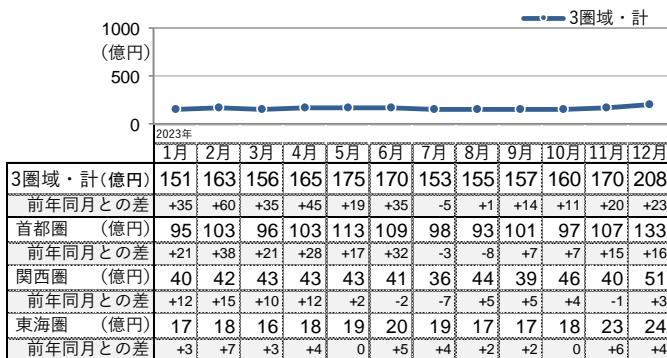 3圏域・計
1000
(億円)
500
0
2023年
1月 2月 3月 4月 5月 6月 7月 8月 9月 10月 11月 12月
3圏域・計(億円) 151 163 156 165 175 170 153 155 157 160 170 208
前年同月との差 +35 +60 +35 +45 +19 +35 -5 +1 +14 +11 +20 +23
首都圏 (億円) 95 103 96 103 113 109 98 93 101 97 107 133
前年同月との差 +21 +38 +21 +28 +17 +32 -3 -8 +7 +7 +15 +16
関西圏 (億円) 40 42 43 43 43 41 36 44 39 46 40 51
前年同月との差 +12 +15 +10 +12 +2 -2 -7 +5 +5 +4 -1 +3
東海圏 (億円) 17 18 16 18 19 20 19 17 17 18 23 24
前年同月との差 +3 +7 +3 +4 0 +5 +4 +2 +2 0 +6 +4